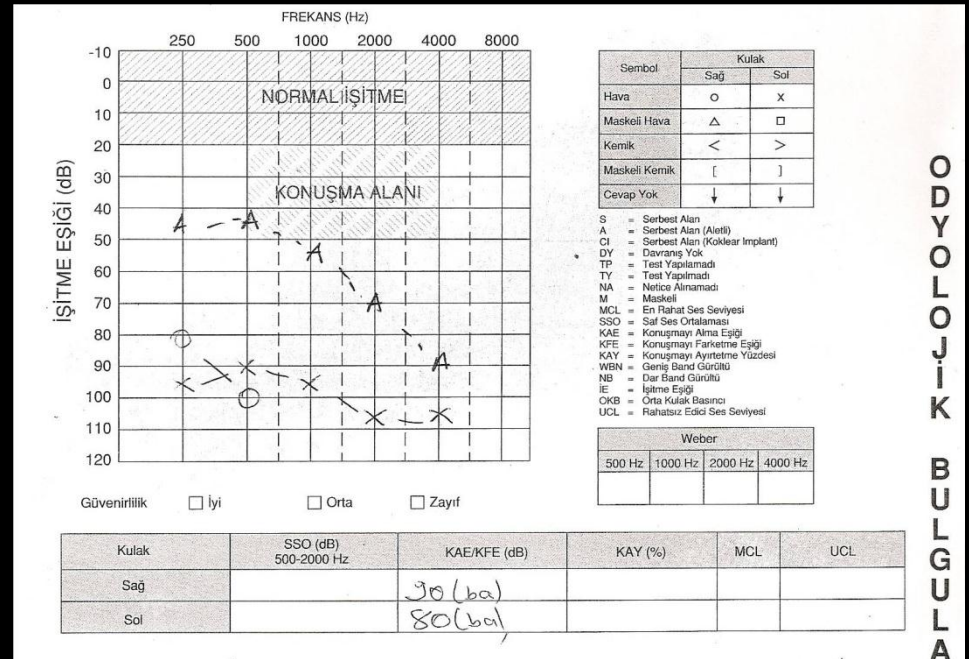 FREKANS (Hz)
250 500 1000 2000 4000 8000
-10
0
10
20
30
40
50
60
70
80
90
100
110
120
İŞİTME EŞİĞİ (dB)
NORMAL İŞİTME
KONUŞMA ALANI
A A A A A
Güvenirlilik İyi Orta Zayıf
Sembol Kulak
Sağ Sol
Hava O X
Maskeli Hava △ □
Kemik < >
Maskeli Kemik [ ]
Cevap Yok ↓ ↓
S = Serbest Alan
A = Serbest Alan (Aletli)
CI = Serbest Alan (Koklear Implant)
DY = Davranış Yok
TP = Test Yapılamadı
TY = Test Yapılmadı
NA = Netice Alınamadı
M = Maskeli
MCL = En Rahat Ses Seviyesi
SSO = Saf Ses Ortalaması
KAE = Konuşmayı Alma Eşiği
KFE = Konuşmayı Farketme Eşiği
KAY = Konuşmayı Ayırtetme Yüzdesi
WBN = Geniş Band Gürültü
NB = Dar Band Gürültü
İE = İşitme Eşiği
OKB = Orta Kulak Basıncı
UCL = Rahatsız Edici Ses Seviyesi
Weber
500 Hz 1000 Hz 2000 Hz 4000 Hz
Kulak SSO (dB) KAE/KFE (dB) KAY (%) MCL UCL
500-2000 Hz
Sağ 90 (ba)
Sol 80 (ba)
ODYOLOJİK BULGULA